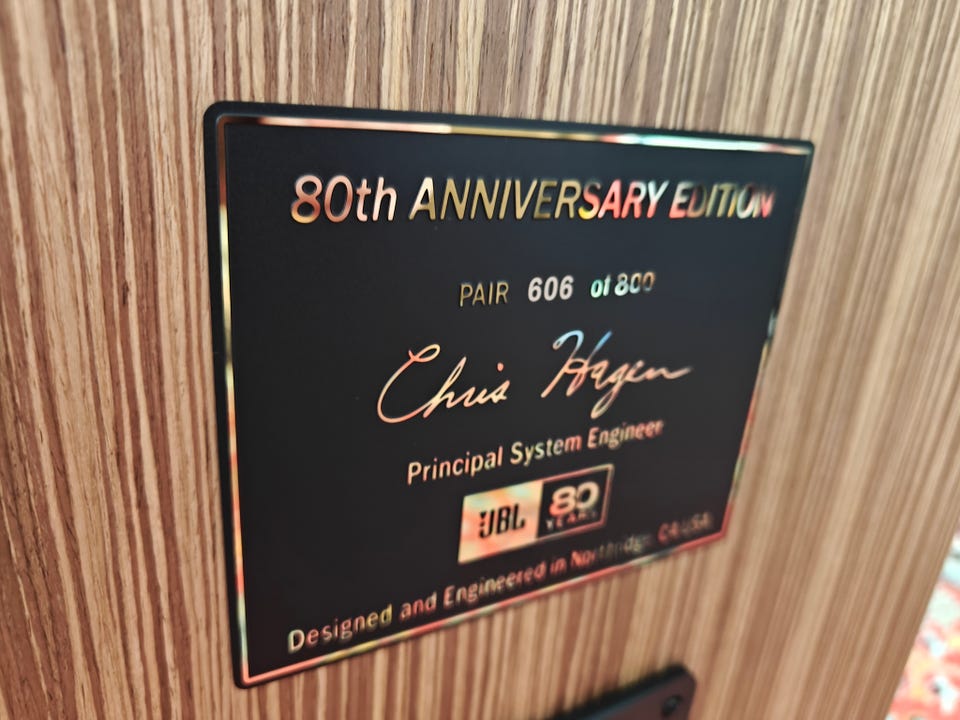 80th ANNIVERSARY EDITION
PAIR 606 of 800
Chris Hagen
Principal System Engineer
JBL 80 YEARS
Designed and Engineered in Northridge, CA USA